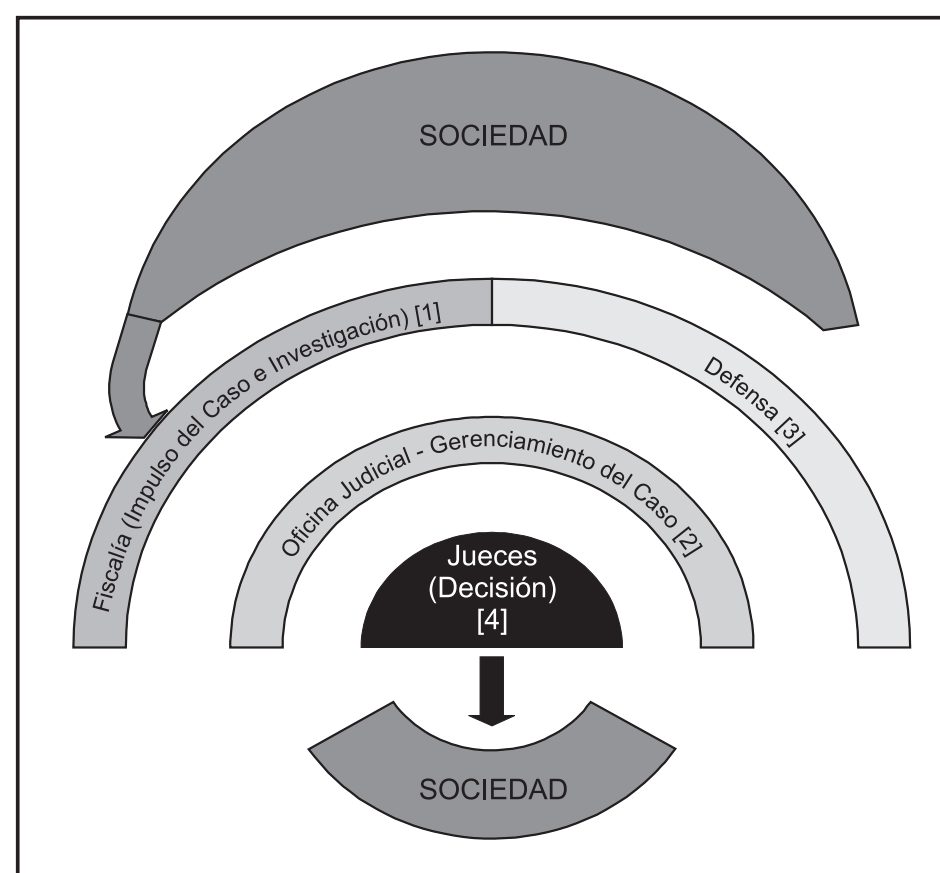 SOCIEDAD
Fiscalía (Impulso del Caso e Investigación) [1]
Defensa [3]
Oficina Judicial - Gerenciamiento del Caso [2]
Jueces
(Decisión)
[4]
SOCIEDAD